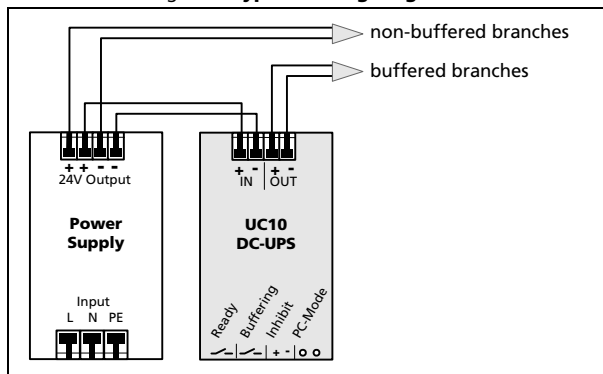 non-buffered branches
buffered branches
+ + - -
24V Output
+ - + -
IN OUT
Power
Supply
UC10
DC-UPS
Input
L N PE
Ready
Buffering
Inhibit
PC-Mode
+ -